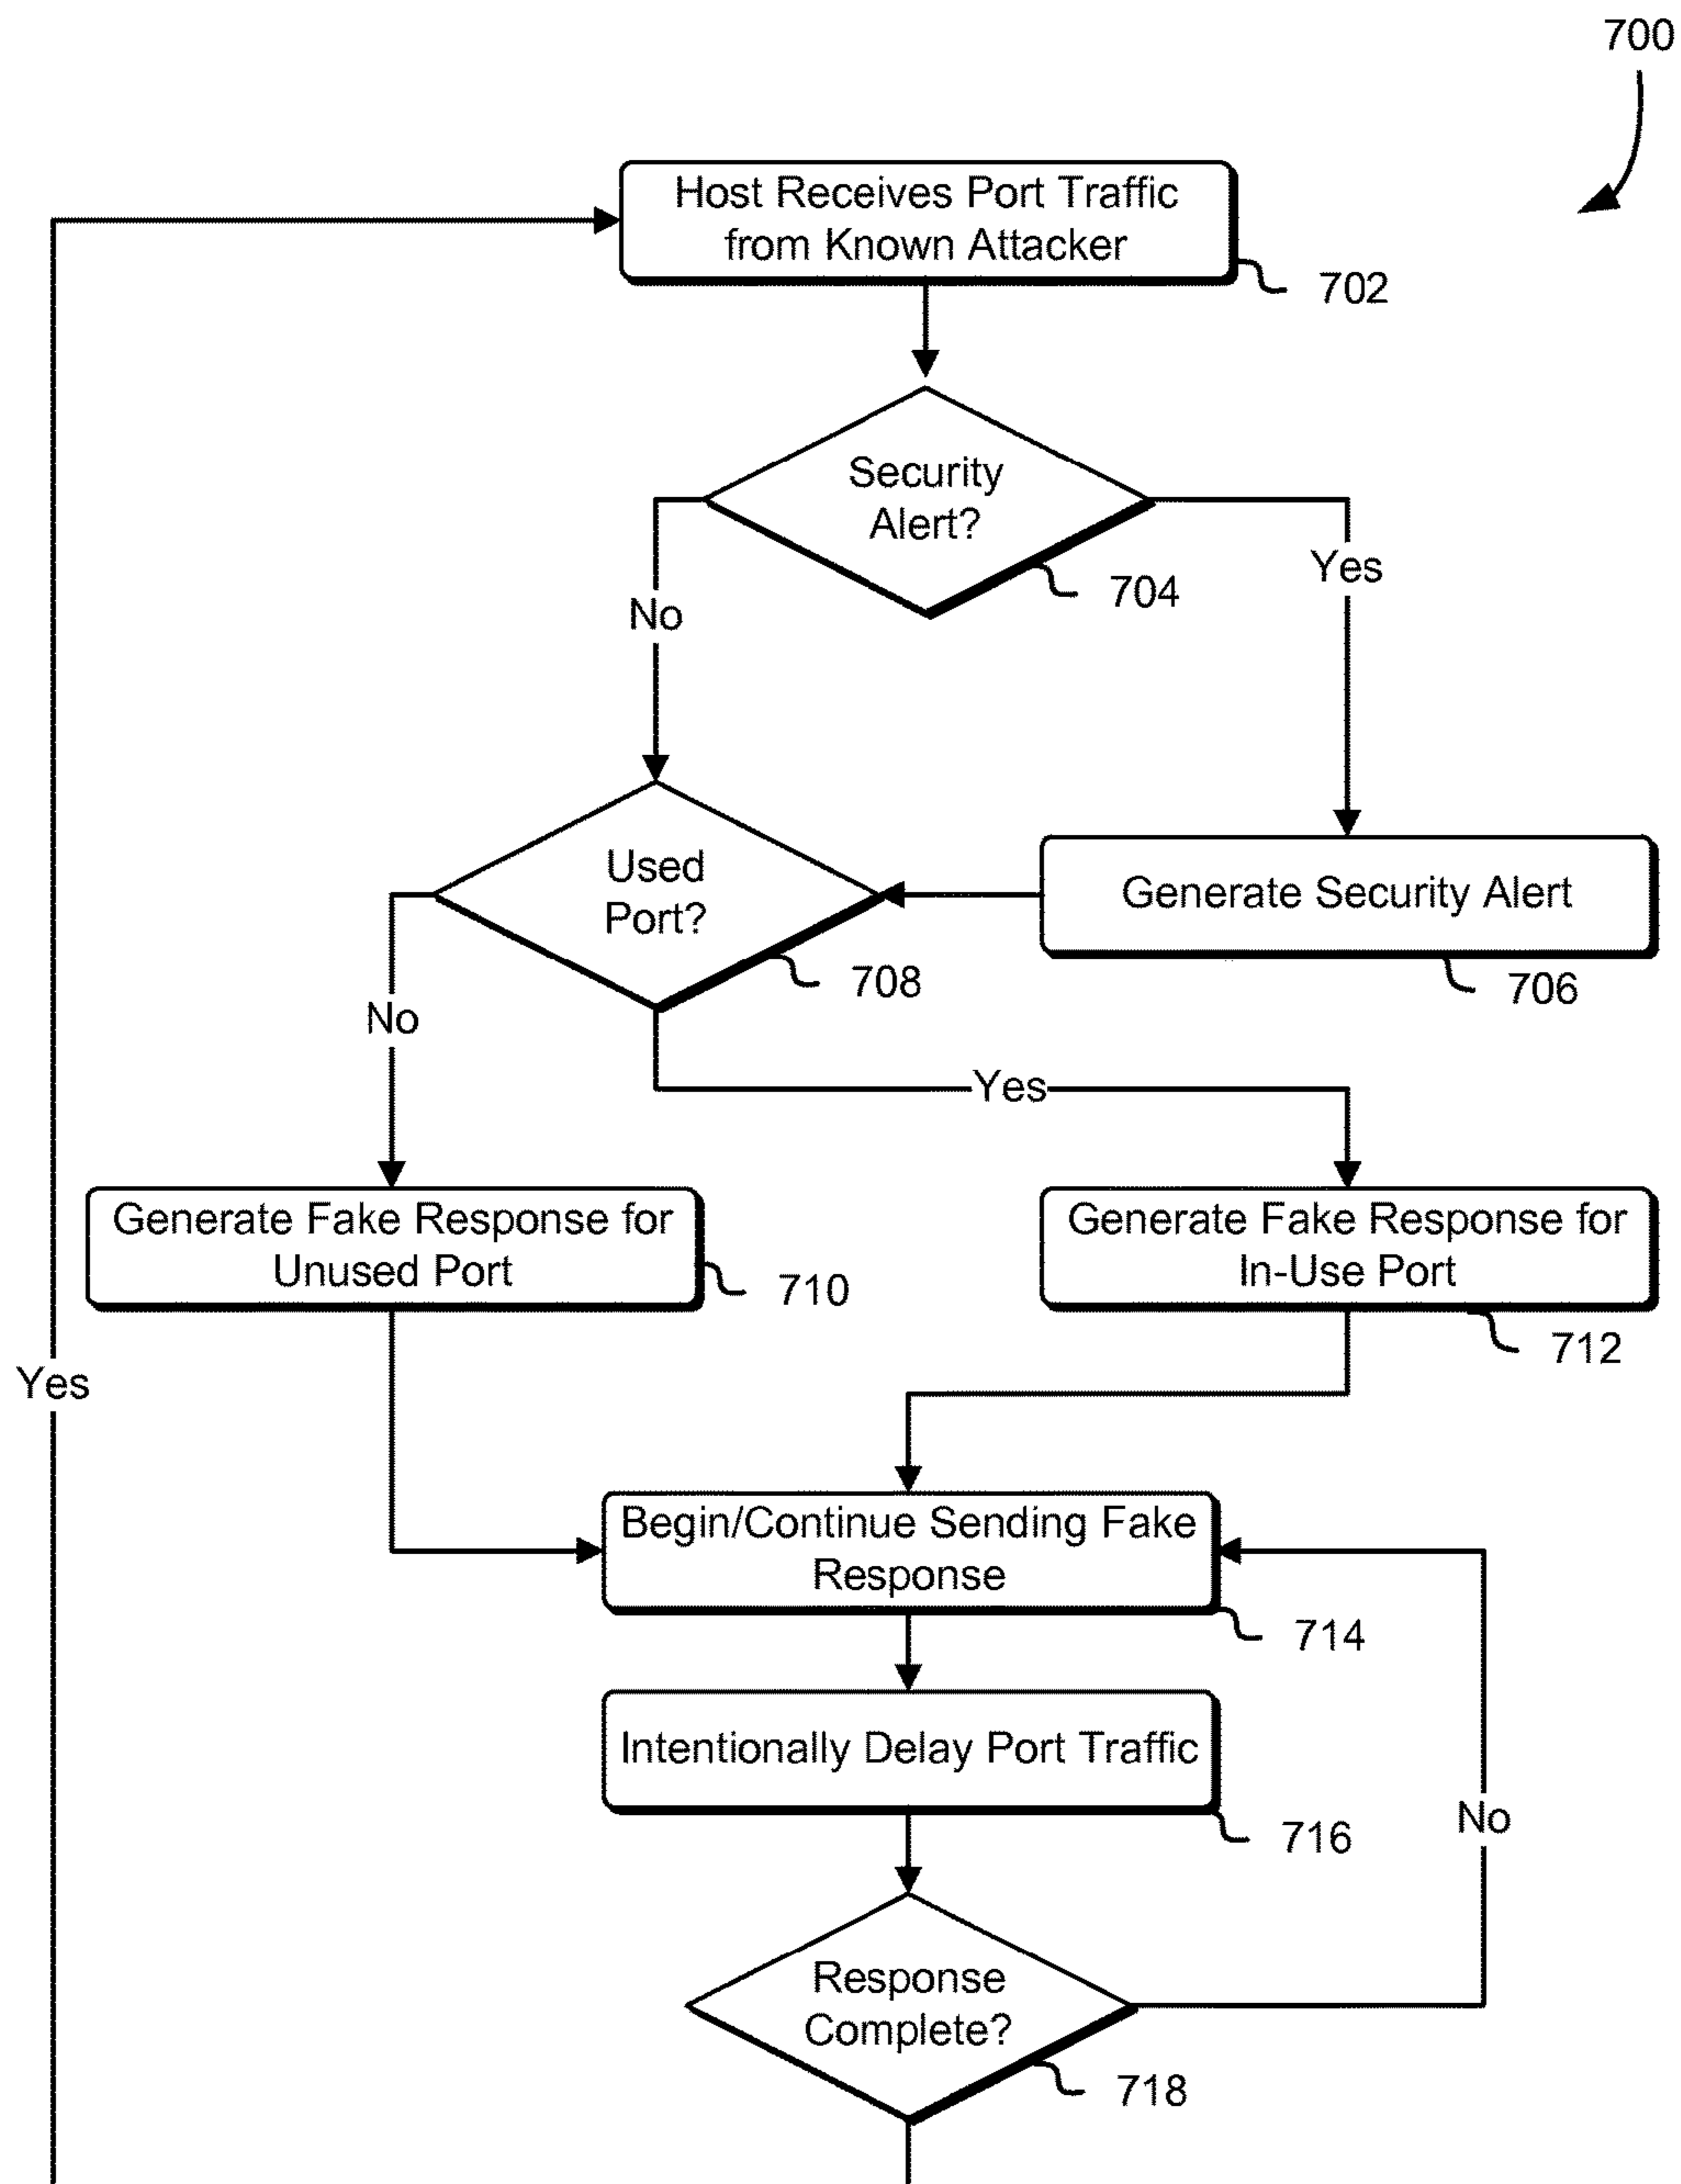 700
Host Receives Port Traffic
from Known Attacker
702
Security
Alert?
704
Yes
No
Used
Port?
708
Generate Security Alert
706
No
Yes
Generate Fake Response for
Unused Port
710
Generate Fake Response for
In-Use Port
712
Yes
Begin/Continue Sending Fake
Response
714
Intentionally Delay Port Traffic
716
No
Response
Complete?
718